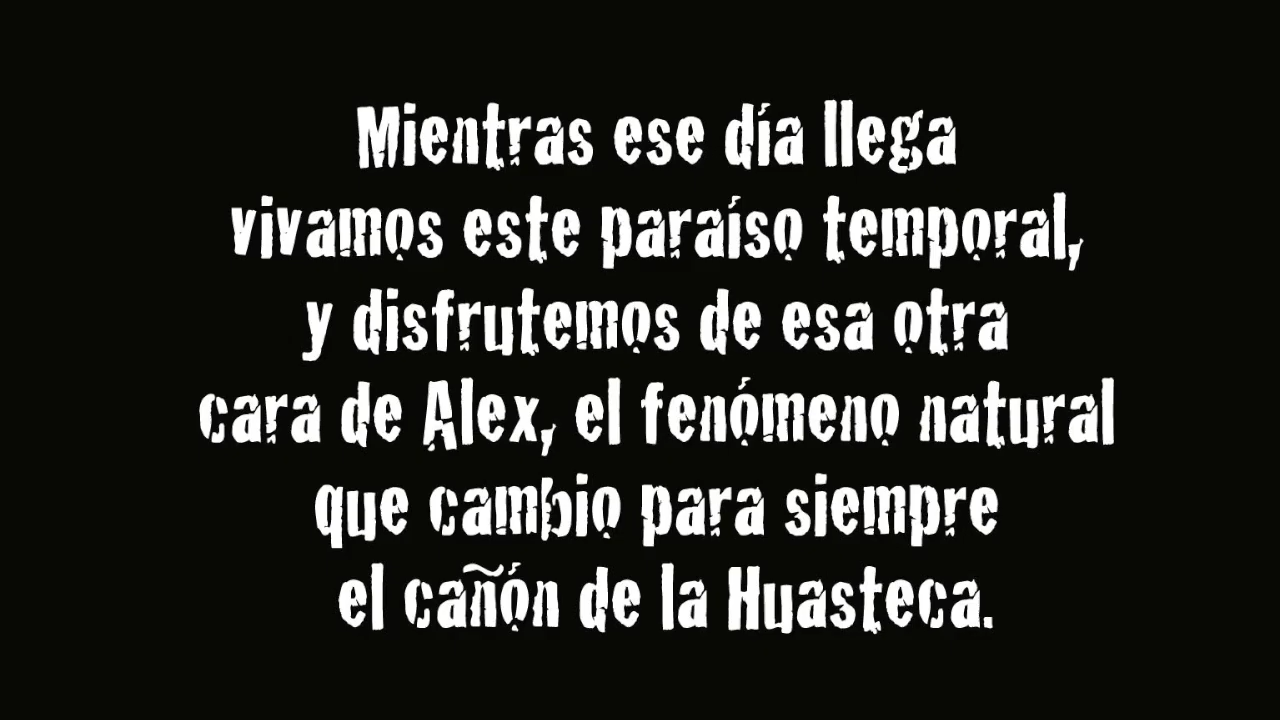 Mientras ese día llega
vivamos este paraíso temporal,
y disfrutemos de esa otra
cara de Alex, el fenómeno natural
que cambio para siempre
el cañón de la Huasteca.